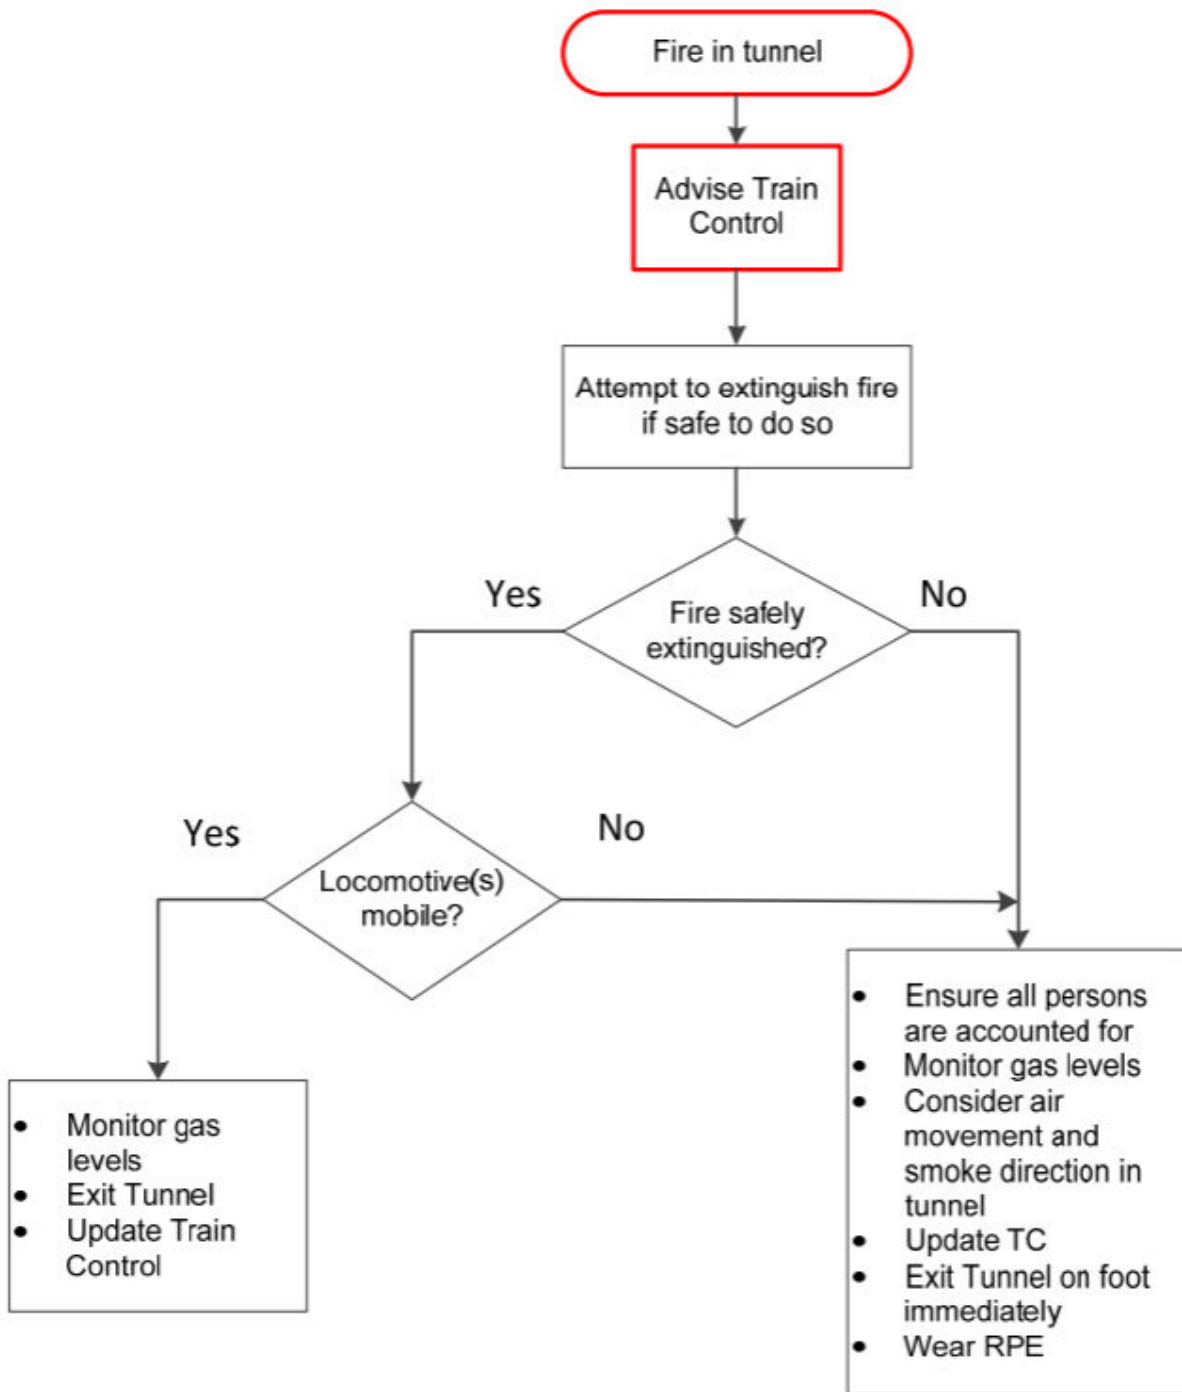 Fire in tunnel
Advise Train
Control
Attempt to extinguish fire
if safe to do so
Yes
No
Fire safely
extinguished?
Yes
No
Locomotive(s)
mobile?
• Monitor gas
levels
• Exit Tunnel
• Update Train
Control
• Ensure all persons
are accounted for
• Monitor gas levels
• Consider air
movement and
smoke direction in
tunnel
• Update TC
• Exit Tunnel on foot
immediately
• Wear RPE